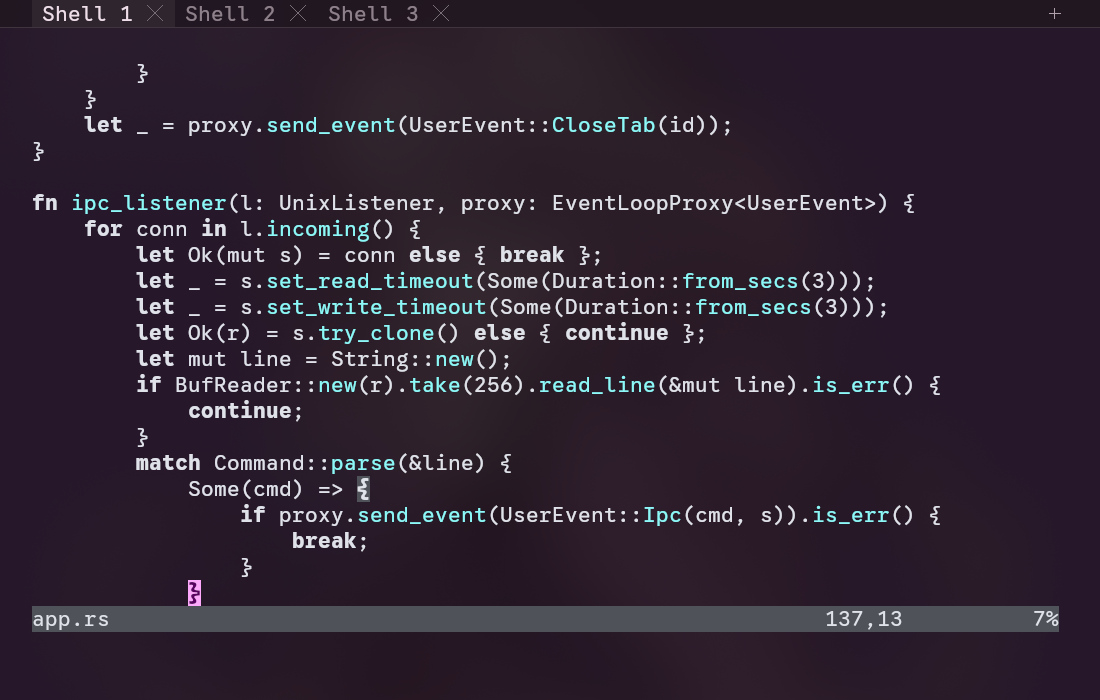 Shell 1 × Shell 2 × Shell 3 × +
        }
    }
    let _ = proxy.send_event(UserEvent::CloseTab(id));
}
fn ipc_listener(l: UnixListener, proxy: EventLoopProxy<UserEvent>) {
    for conn in l.incoming() {
        let Ok(mut s) = conn else { break };
        let _ = s.set_read_timeout(Some(Duration::from_secs(3)));
        let _ = s.set_write_timeout(Some(Duration::from_secs(3)));
        let Ok(r) = s.try_clone() else { continue };
        let mut line = String::new();
        if BufReader::new(r).take(256).read_line(&mut line).is_err() {
            continue;
        }
        match Command::parse(&line) {
            Some(cmd) => {
                if proxy.send_event(UserEvent::Ipc(cmd, s)).is_err() {
                    break;
                }
            }
app.rs 137,13 7%